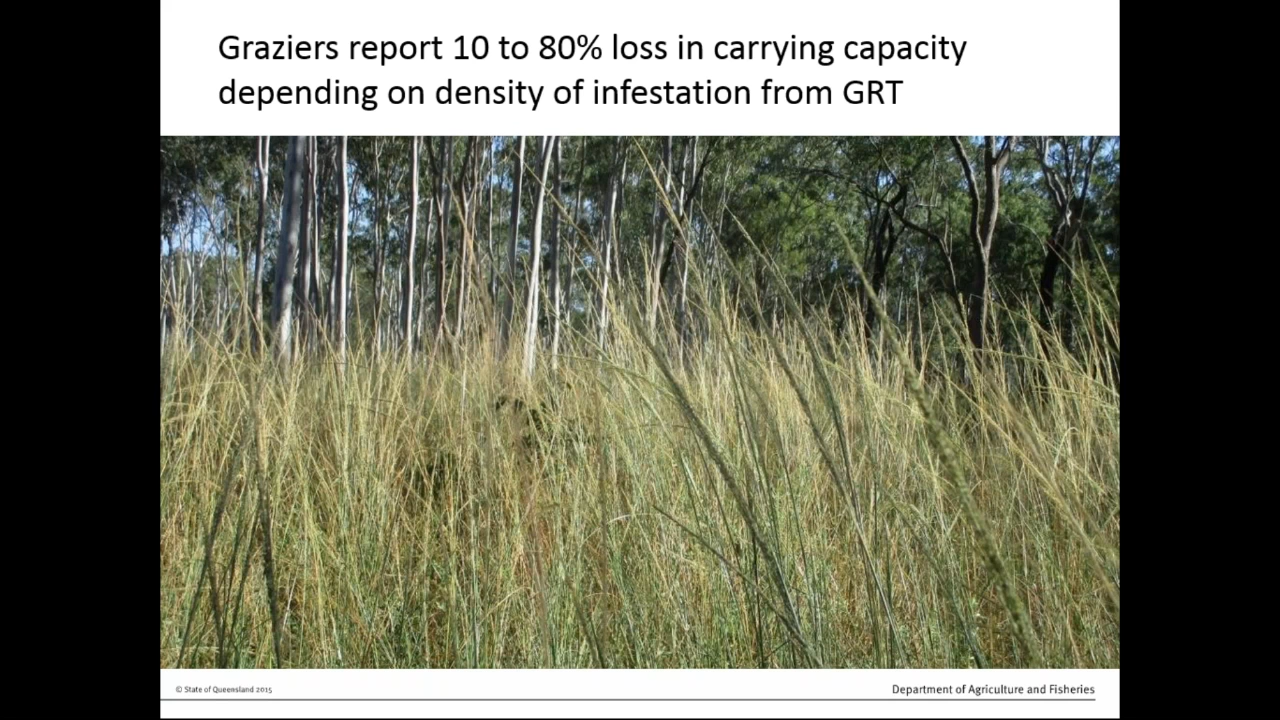 Graziers report 10 to 80% loss in carrying capacity
depending on density of infestation from GRT
© State of Queensland 2015
Department of Agriculture and Fisheries